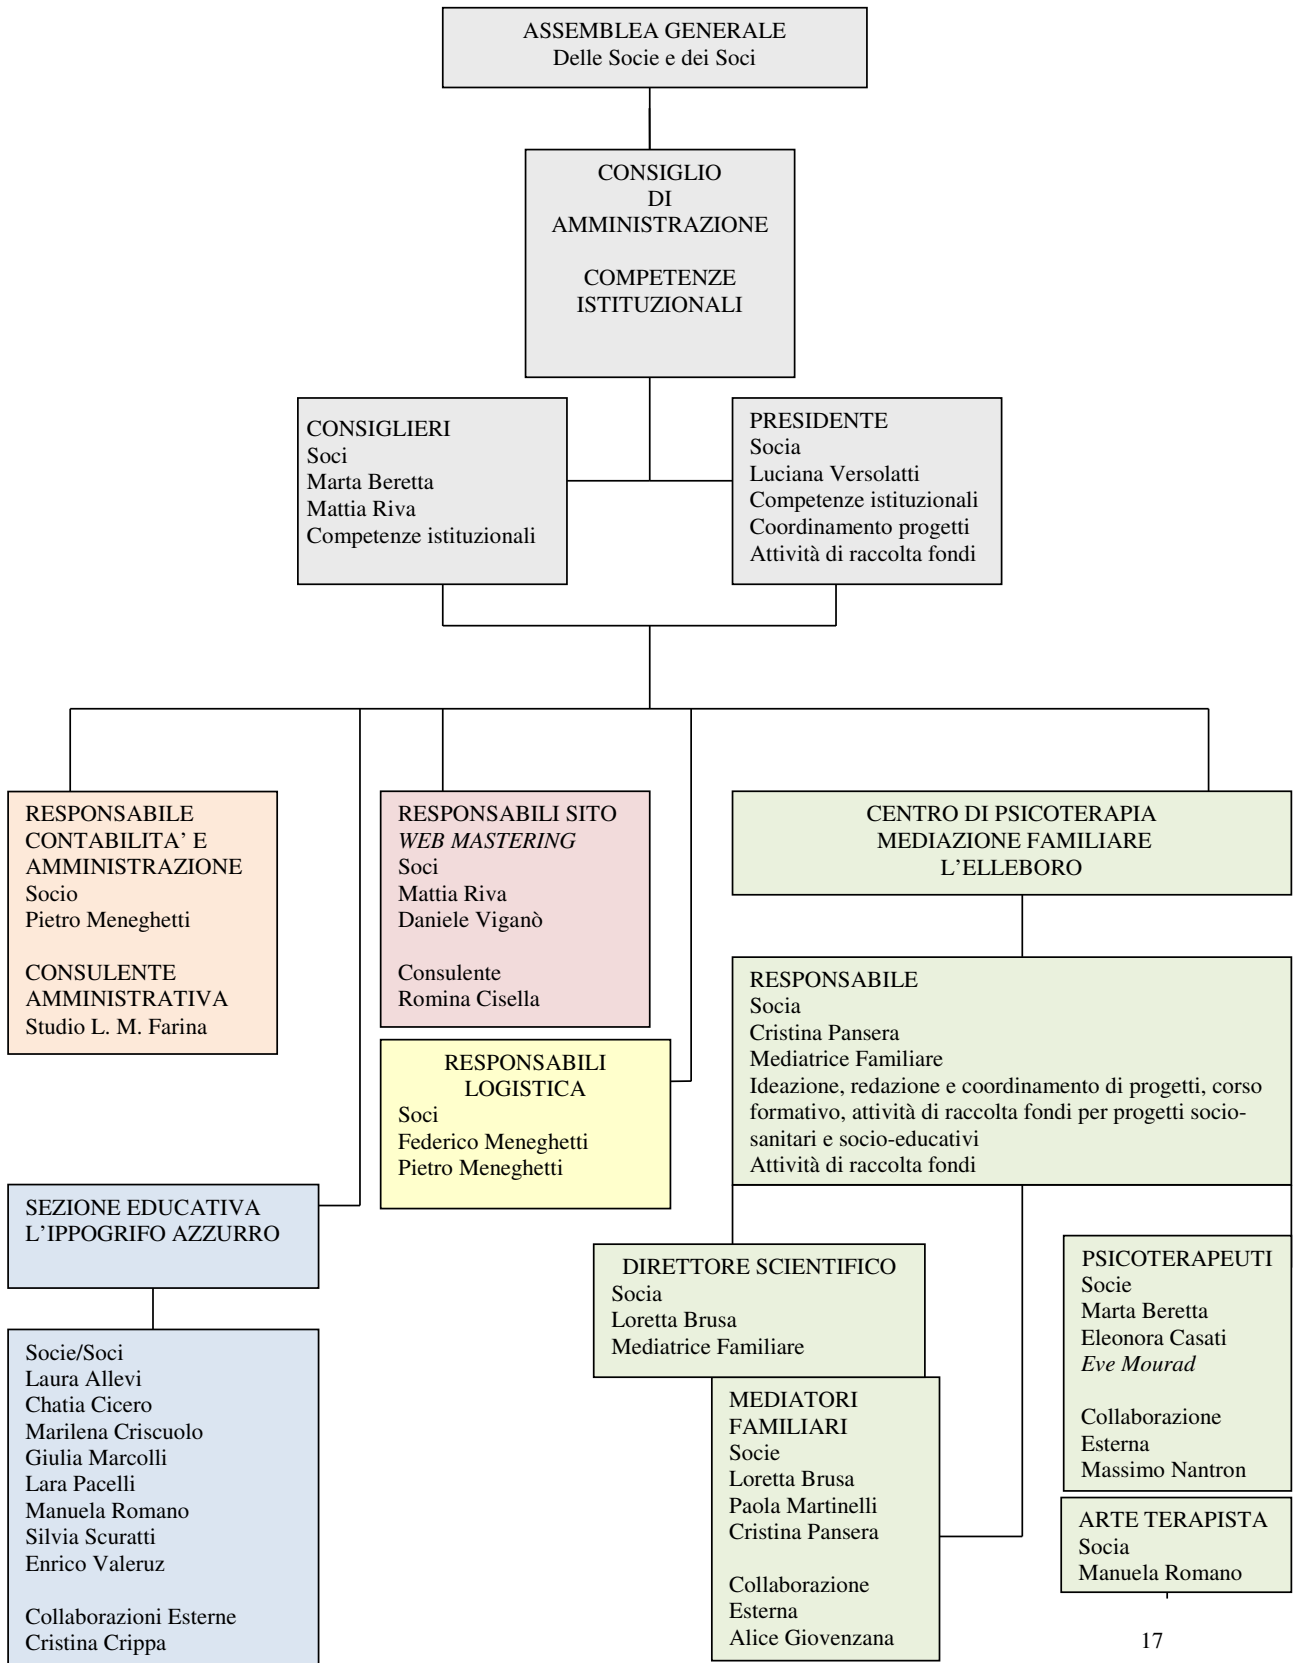 ASSEMBLEA GENERALE
Delle Socie e dei Soci
CONSIGLIO
DI
AMMINISTRAZIONE
COMPETENZE
ISTITUZIONALI
CONSIGLIERI
Soci
Marta Beretta
Mattia Riva
Competenze istituzionali
PRESIDENTE
Socia
Luciana Versolatti
Competenze istituzionali
Coordinamento progetti
Attività di raccolta fondi
RESPONSABILE
CONTABILITA’ E
AMMINISTRAZIONE
Socio
Pietro Meneghetti
CONSULENTE
AMMINISTRATIVA
Studio L. M. Farina
RESPONSABILI SITO
WEB MASTERING
Soci
Mattia Riva
Daniele Viganò
Consulente
Romina Cisella
RESPONSABILI
LOGISTICA
Soci
Federico Meneghetti
Pietro Meneghetti
CENTRO DI PSICOTERAPIA
MEDIAZIONE FAMILIARE
L’ELLEBORO
RESPONSABILE
Socia
Cristina Pansera
Mediatrice Familiare
Ideazione, redazione e coordinamento di progetti, corso
formativo, attività di raccolta fondi per progetti socio-
sanitari e socio-educativi
Attività di raccolta fondi
SEZIONE EDUCATIVA
L’IPPOGRIFO AZZURRO
Socie/Soci
Laura Allevi
Chatia Cicero
Marilena Criscuolo
Giulia Marcolli
Lara Pacelli
Manuela Romano
Silvia Scuratti
Enrico Valeruz
Collaborazioni Esterne
Cristina Crippa
DIRETTORE SCIENTIFICO
Socia
Loretta Brusa
Mediatrice Familiare
MEDIATORI
FAMILIARI
Socie
Loretta Brusa
Paola Martinelli
Cristina Pansera
Collaborazione
Esterna
Alice Giovenzana
PSICOTERAPEUTI
Socie
Marta Beretta
Eleonora Casati
Eve Mourad
Collaborazione
Esterna
Massimo Nantron
ARTE TERAPISTA
Socia
Manuela Romano
17